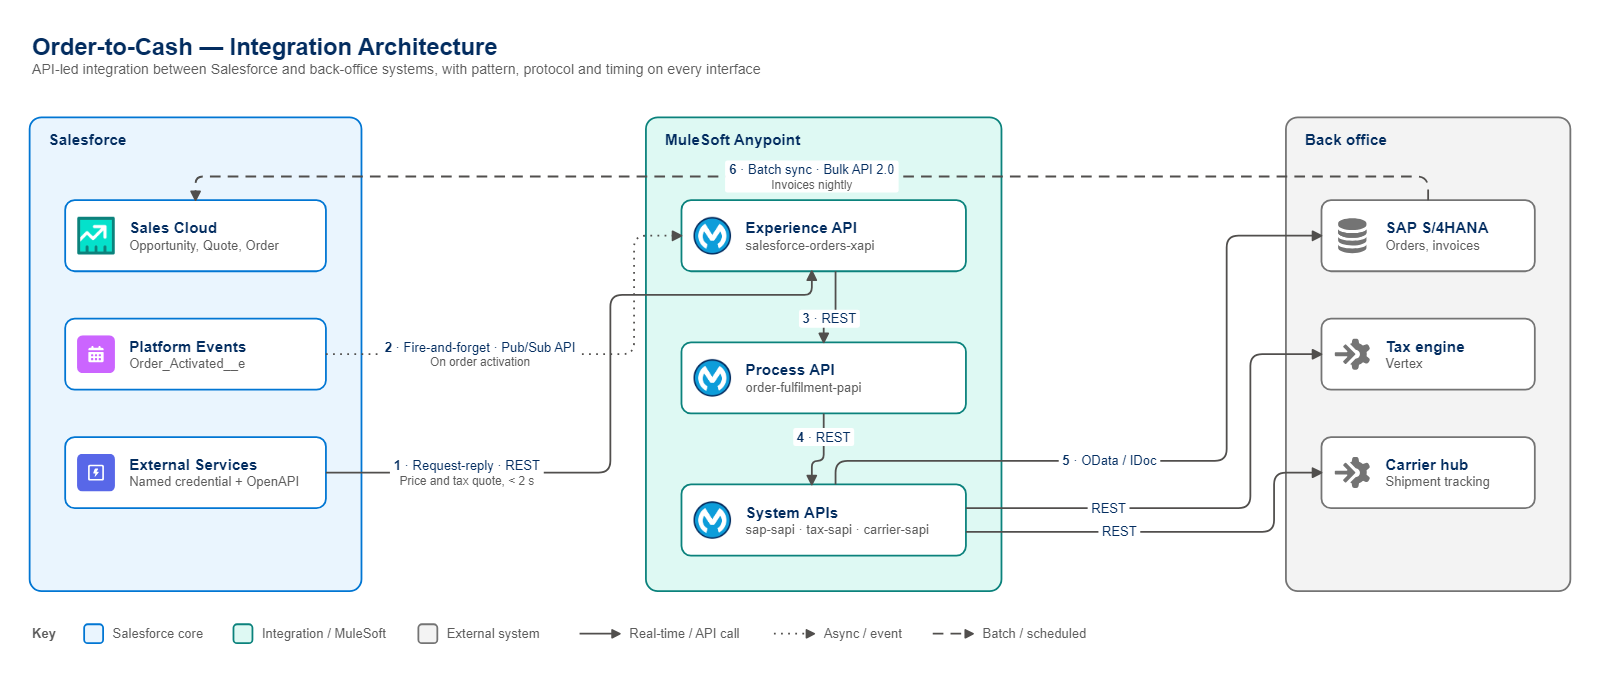 Order-to-Cash — Integration Architecture
API-led integration between Salesforce and back-office systems, with pattern, protocol and timing on every interface
Salesforce
MuleSoft Anypoint
Back office
6 · Batch sync · Bulk API 2.0
Invoices nightly
Sales Cloud
Opportunity, Quote, Order
Experience API
salesforce-orders-xapi
SAP S/4HANA
Orders, invoices
3 · REST
Platform Events
Order_Activated__e
2 · Fire-and-forget · Pub/Sub API
On order activation
Process API
order-fulfilment-papi
Tax engine
Vertex
4 · REST
External Services
Named credential + OpenAPI
1 · Request-reply · REST
Price and tax quote, < 2 s
5 · OData / IDoc
Carrier hub
Shipment tracking
System APIs
sap-sapi · tax-sapi · carrier-sapi
REST
REST
Key
Salesforce core
Integration / MuleSoft
External system
Real-time / API call
Async / event
Batch / scheduled